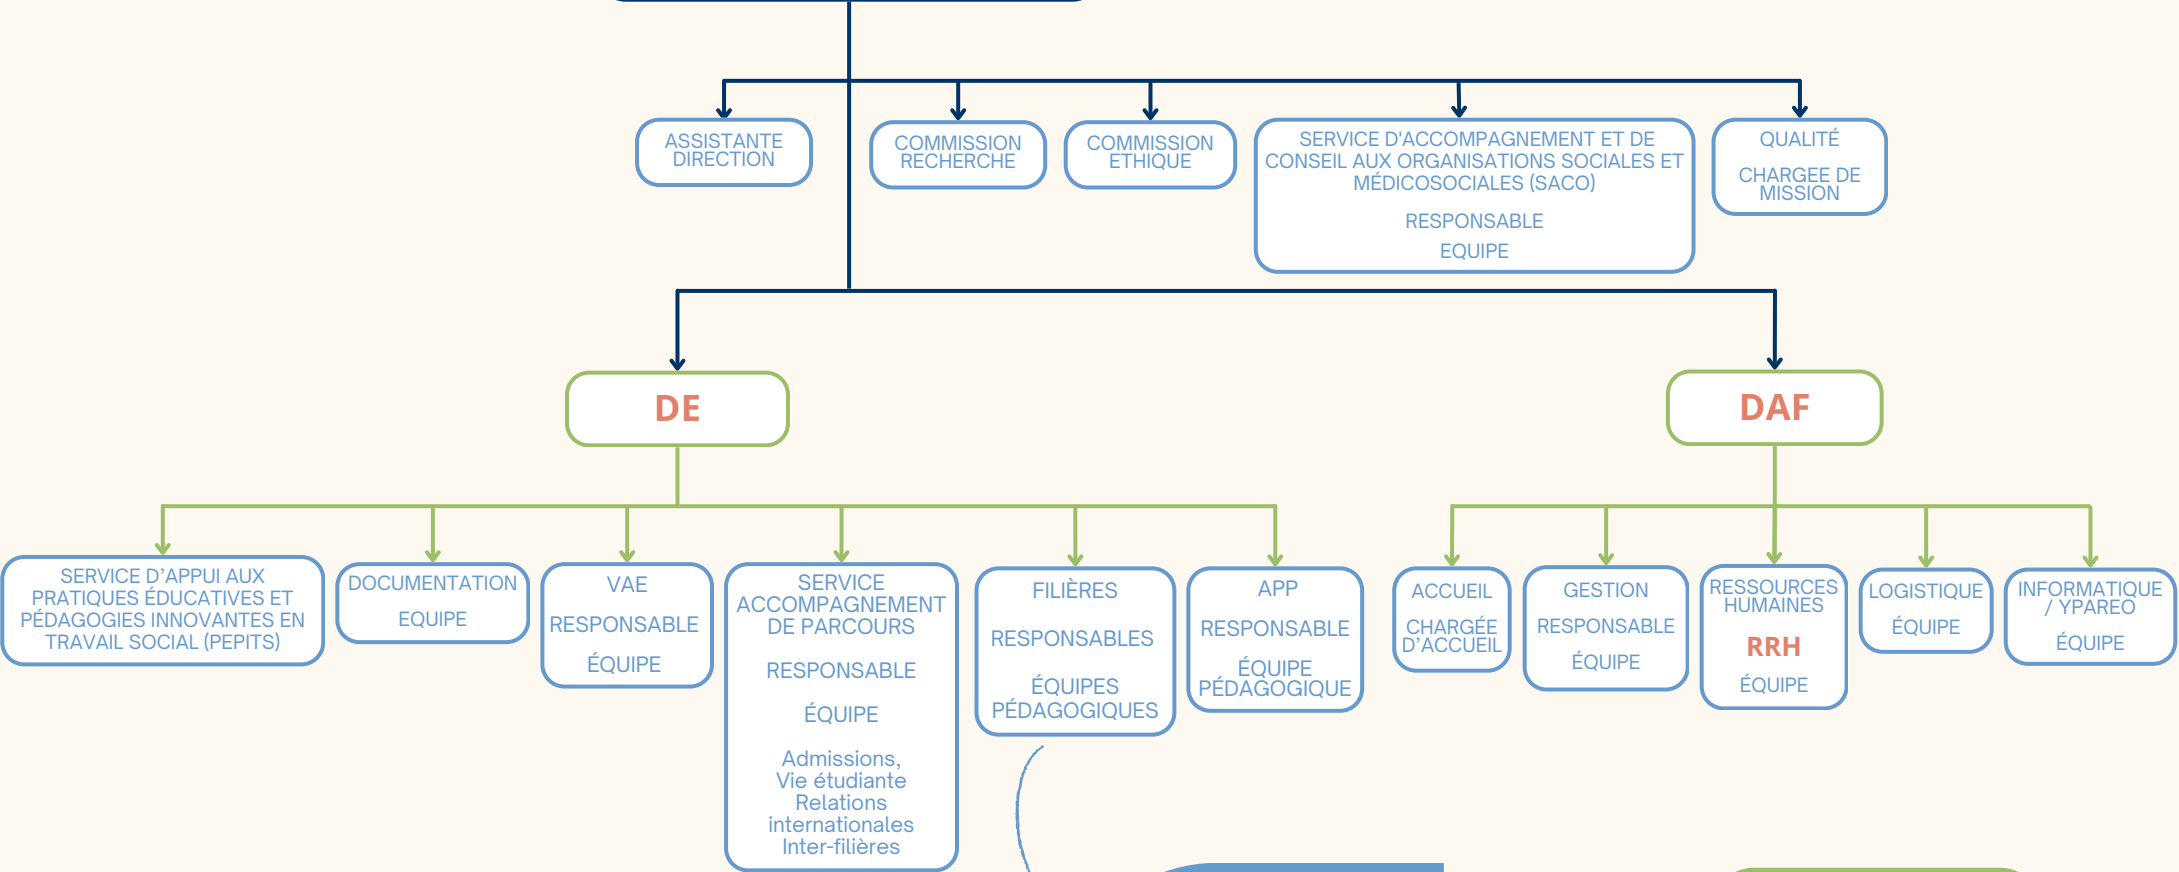 ASSISTANTE
DIRECTION
COMMISSION
RECHERCHE
COMMISSION
ETHIQUE
SERVICE D'ACCOMPAGNEMENT ET DE
CONSEIL AUX ORGANISATIONS SOCIALES ET
MÉDICOSOCIALES (SACO)
RESPONSABLE
EQUIPE
QUALITÉ
CHARGEE DE
MISSION
DE
DAF
SERVICE D’APPUI AUX
PRATIQUES ÉDUCATIVES ET
PÉDAGOGIES INNOVANTES EN
TRAVAIL SOCIAL (PEPITS)
DOCUMENTATION
EQUIPE
VAE
RESPONSABLE
ÉQUIPE
SERVICE
ACCOMPAGNEMENT
DE PARCOURS
RESPONSABLE
ÉQUIPE
Admissions,
Vie étudiante
Relations
internationales
Inter-filières
FILIÈRES
RESPONSABLES
ÉQUIPES
PÉDAGOGIQUES
APP
RESPONSABLE
ÉQUIPE
PÉDAGOGIQUE
ACCUEIL
CHARGÉE
D’ACCUEIL
GESTION
RESPONSABLE
ÉQUIPE
RESSOURCES
HUMAINES
RRH
ÉQUIPE
LOGISTIQUE
ÉQUIPE
INFORMATIQUE
/ YPAREO
ÉQUIPE